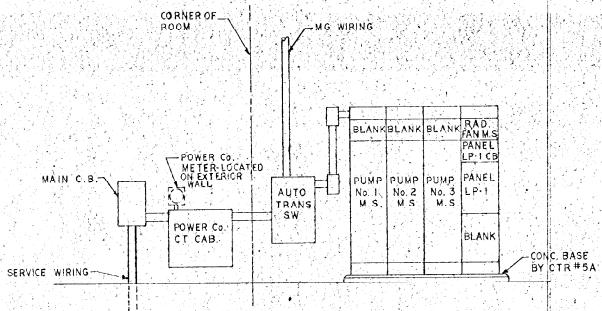 CORNER OF
ROOM
MG WIRING
POWER Co.
METER-LOCATED
ON EXTERIOR
WALL
MAIN C.B.
AUTO
TRANS
SW
POWER Co.
CT CAB.
SERVICE WIRING
BLANK
BLANK
BLANK
RAD.
FAN M.S.
PANEL
LP-1 CB
PUMP
No. 1
M.S.
PUMP
No. 2
M.S.
PUMP
No. 3
M.S
PANEL
LP-1
BLANK
CONC. BASE
BY CTR #5A